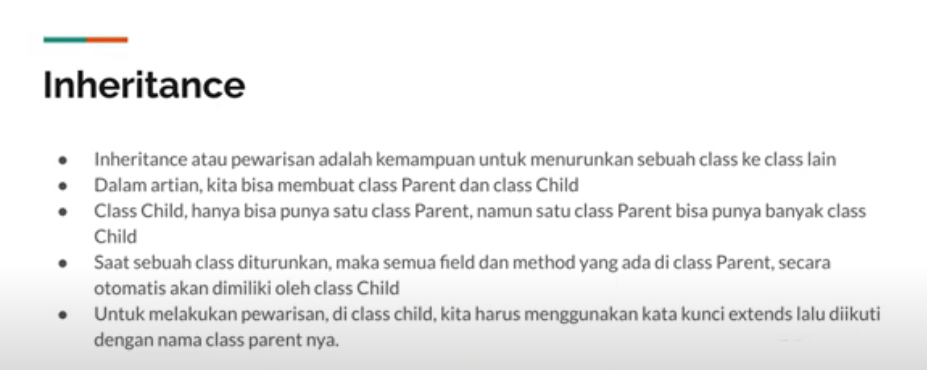 Inheritance
● Inheritance atau pewarisan adalah kemampuan untuk menurunkan sebuah class ke class lain
● Dalam artian, kita bisa membuat class Parent dan class Child
● Class Child, hanya bisa punya satu class Parent, namun satu class Parent bisa punya banyak class
Child
● Saat sebuah class diturunkan, maka semua field dan method yang ada di class Parent, secara
otomatis akan dimiliki oleh class Child
● Untuk melakukan pewarisan, di class child, kita harus menggunakan kata kunci extends lalu diikuti
dengan nama class parent nya.